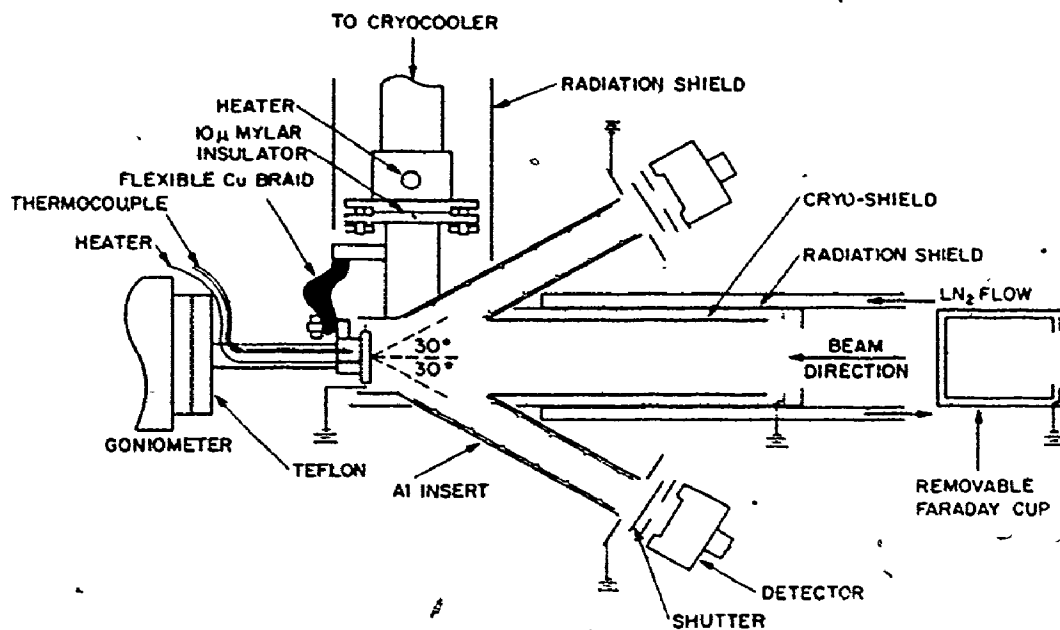 TO CRYOCOOLER
RADIATION SHIELD
HEATER
10μ MYLAR
INSULATOR
FLEXIBLE Cu BRAID
THERMOCOUPLE
HEATER
CRYO-SHIELD
RADIATION SHIELD
LN2 FLOW
30°
30°
BEAM
DIRECTION
GONIOMETER
TEFLON
Al INSERT
REMOVABLE
FARADAY CUP
DETECTOR
SHUTTER